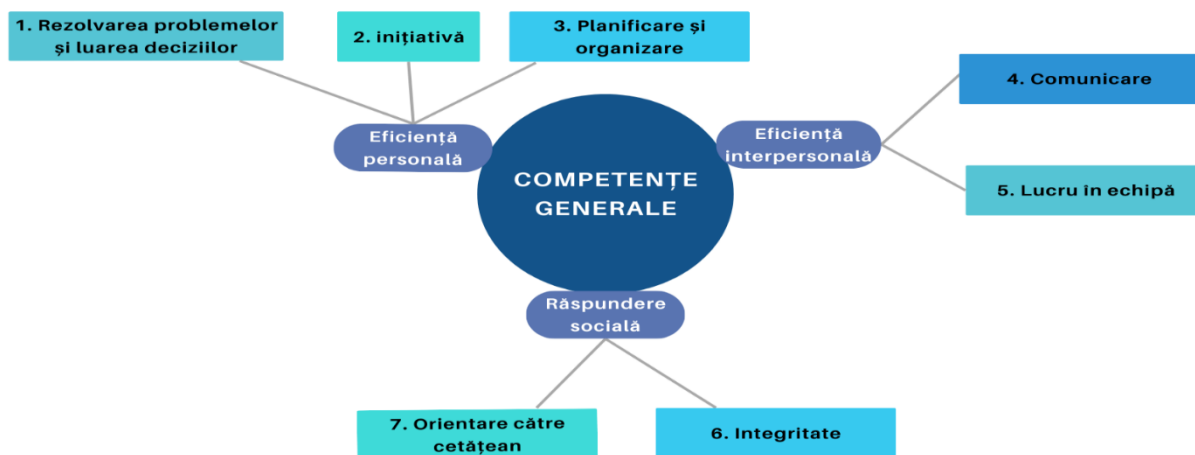 1. Rezolvarea problemelor
și luarea deciziilor
2. inițiativă
3. Planificare și
organizare
Eficiență
personală
COMPETENȚE
GENERALE
Eficiență
interpersonală
4. Comunicare
5. Lucru în echipă
Răspundere
socială
7. Orientare către
cetățean
6. Integritate